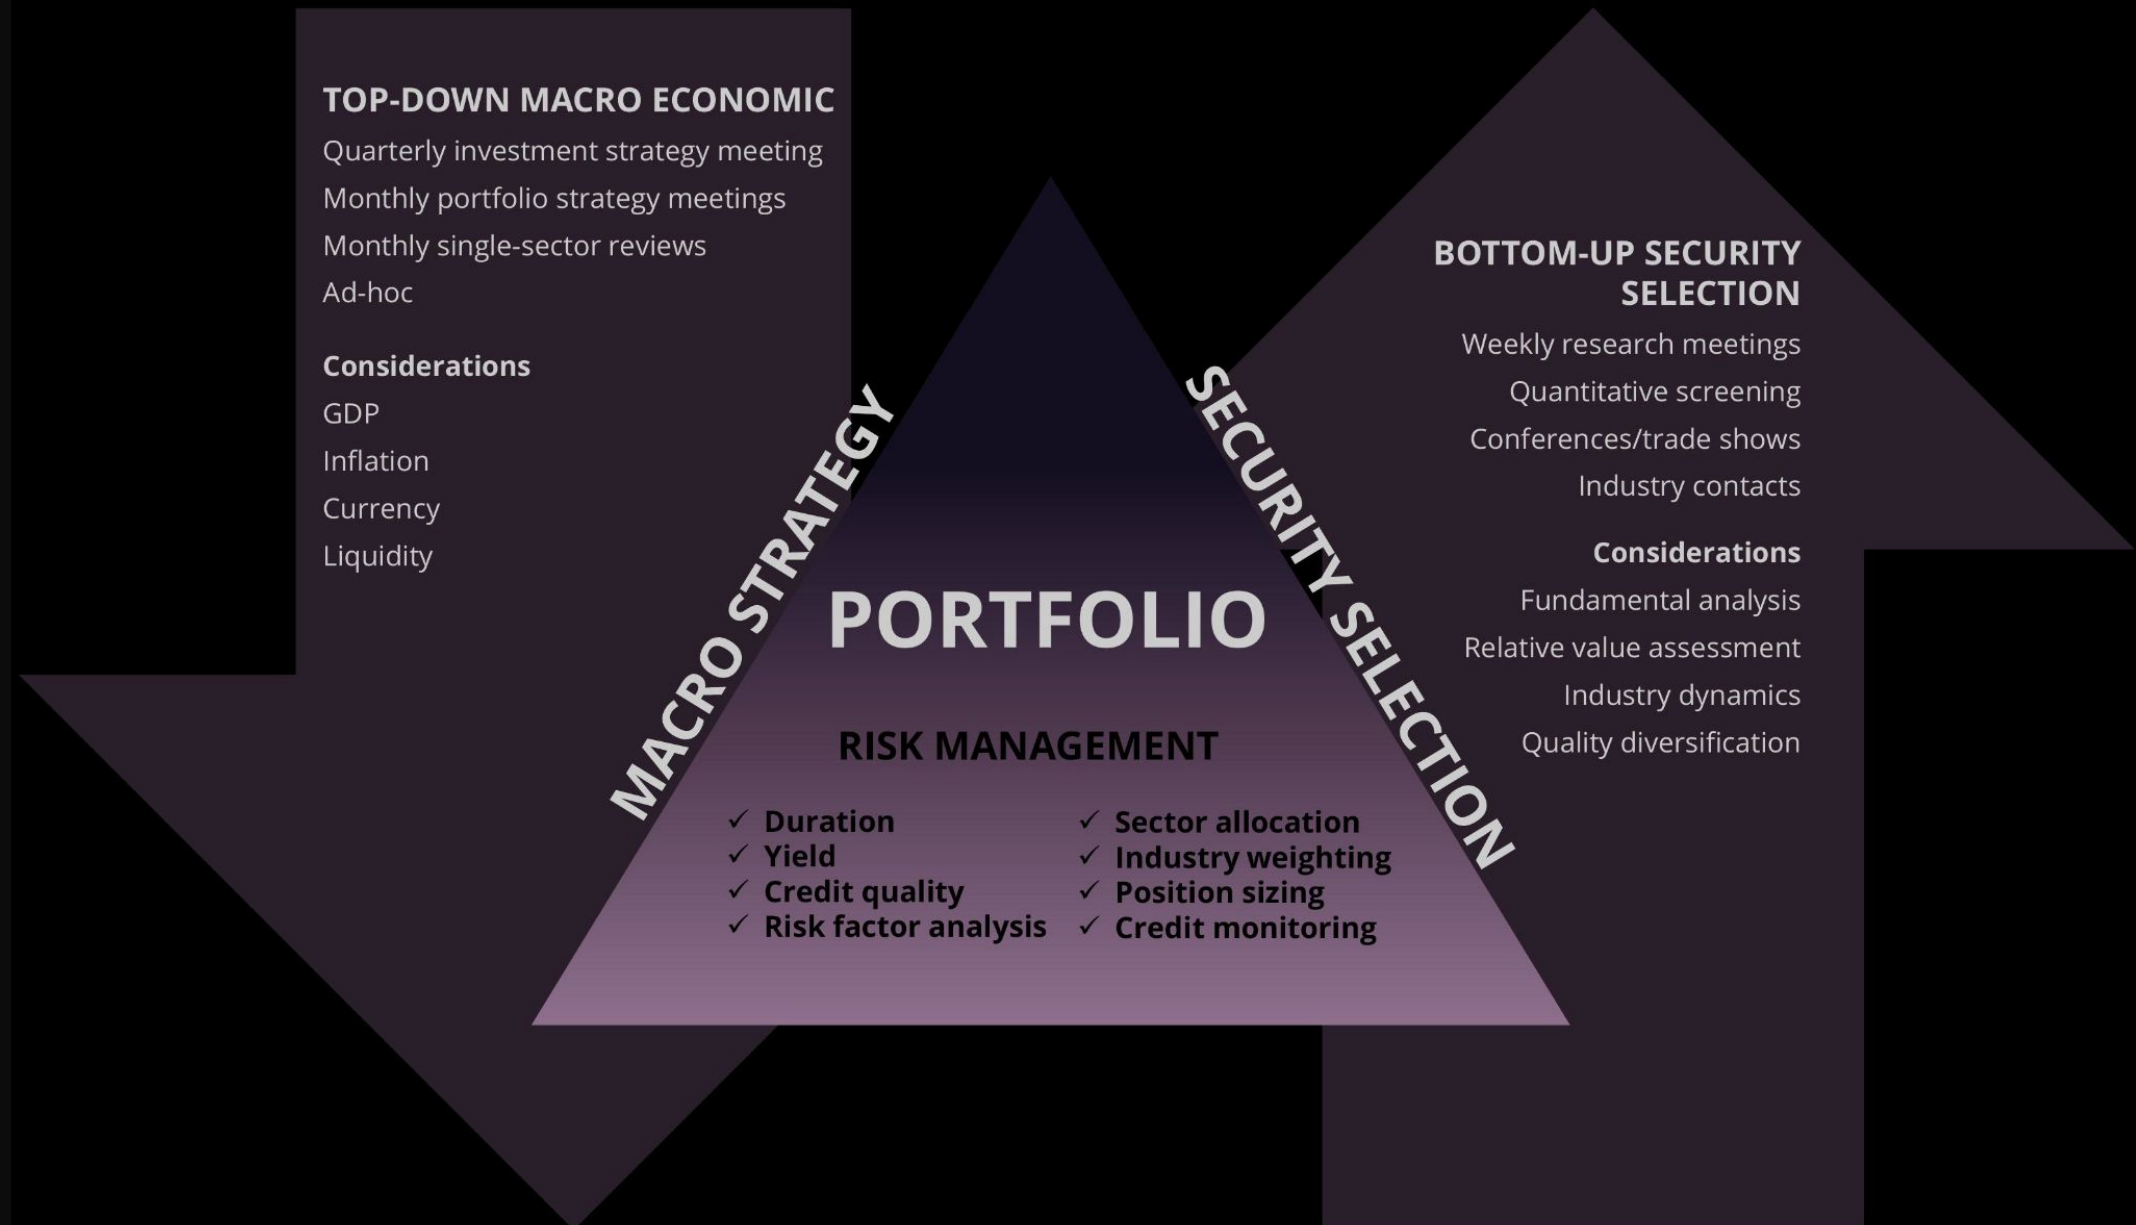 TOP-DOWN MACRO ECONOMIC
Quarterly investment strategy meeting
Monthly portfolio strategy meetings
Monthly single-sector reviews
Ad-hoc
Considerations
GDP
Inflation
Currency
Liquidity
MACRO STRATEGY
PORTFOLIO
RISK MANAGEMENT
✓ Duration
✓ Yield
✓ Credit quality
✓ Risk factor analysis
✓ Sector allocation
✓ Industry weighting
✓ Position sizing
✓ Credit monitoring
SECURITY SELECTION
BOTTOM-UP SECURITY
SELECTION
Weekly research meetings
Quantitative screening
Conferences/trade shows
Industry contacts
Considerations
Fundamental analysis
Relative value assessment
Industry dynamics
Quality diversification